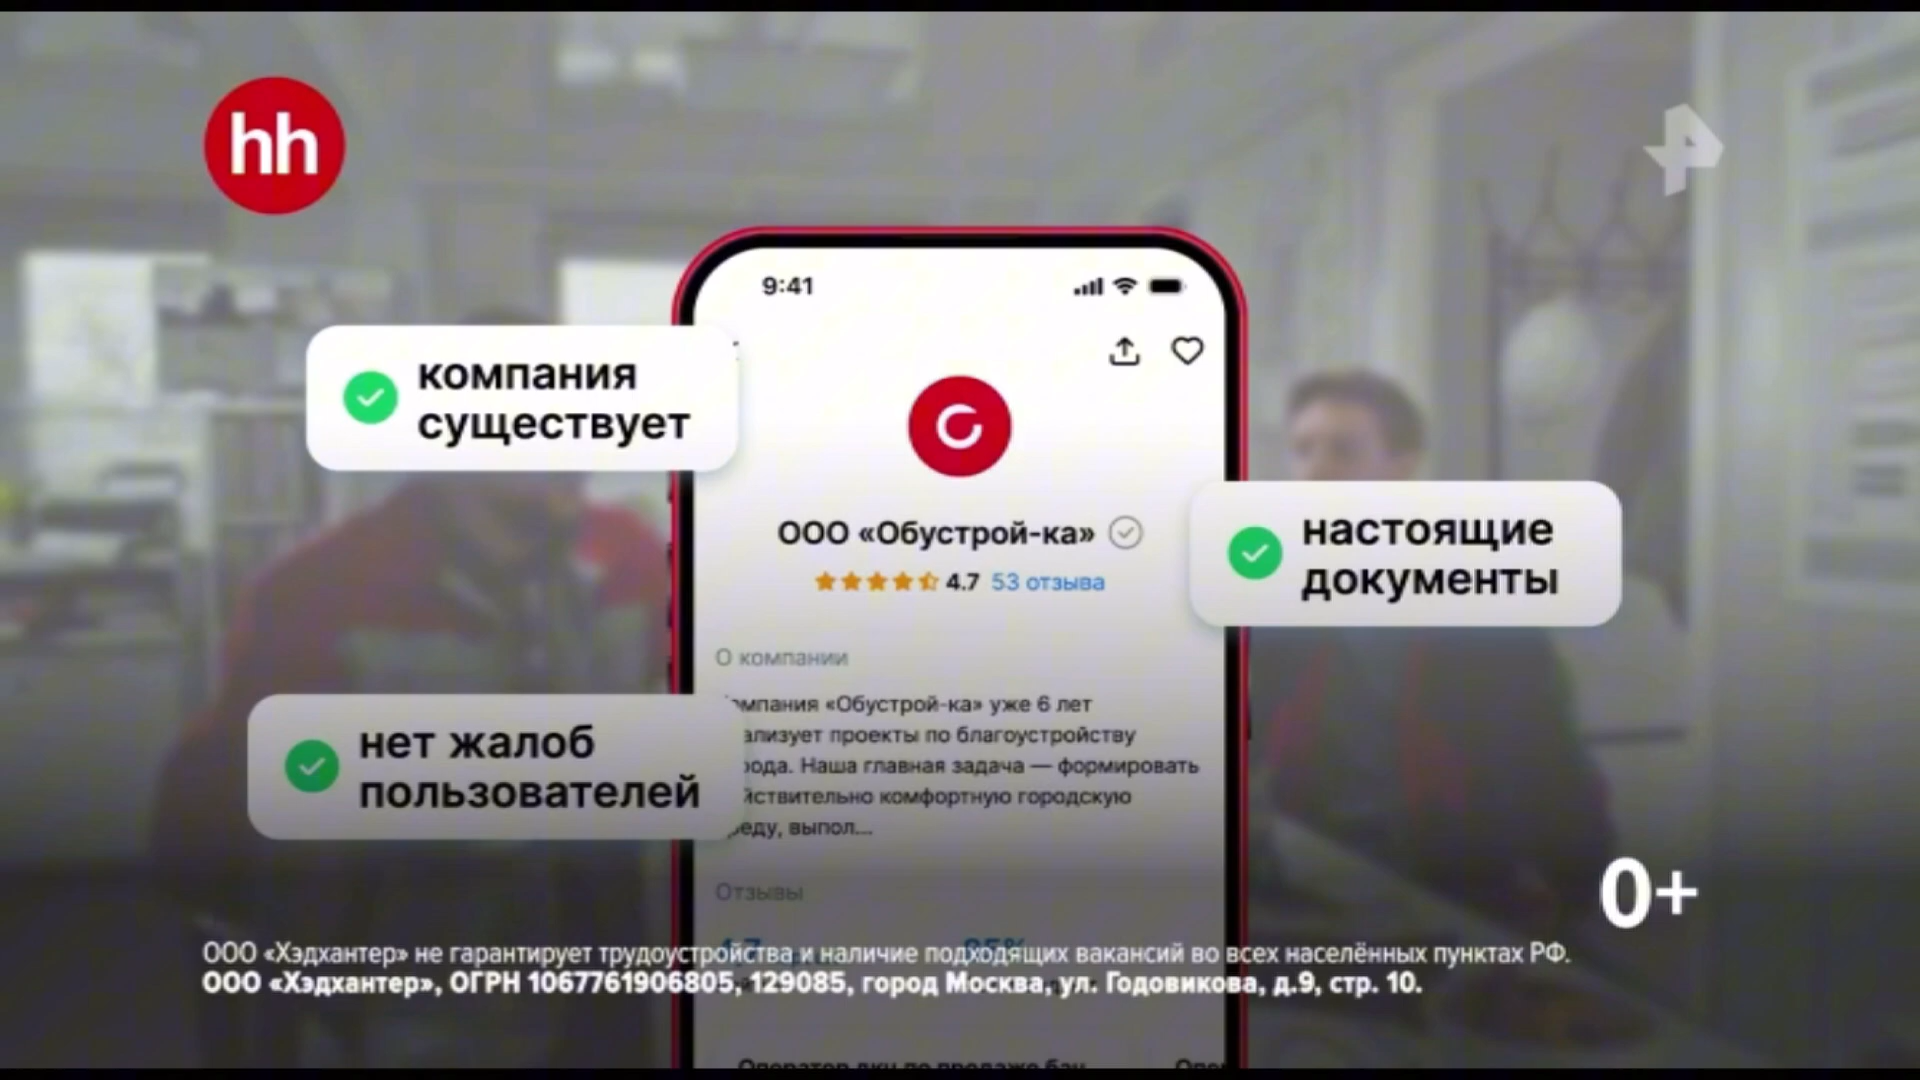 hh
9:41
компания
существует
ООО «Обустрой-ка»
4.7 53 отзыва
настоящие
документы
О компании
«Обустрой-ка» уже 6 лет
проекты по благоустройству
Наша главная задача — формировать
комфортную городскую
выпол...
нет жалоб
пользователей
Отзывы
0+
ООО «Хэдхантер» не гарантирует трудоустройства и наличие подходящих вакансий во всех населённых пунктах РФ.
ООО «Хэдхантер», ОГРН 1067761906805, 129085, город Москва, ул. Годовикова, д.9, стр. 10.